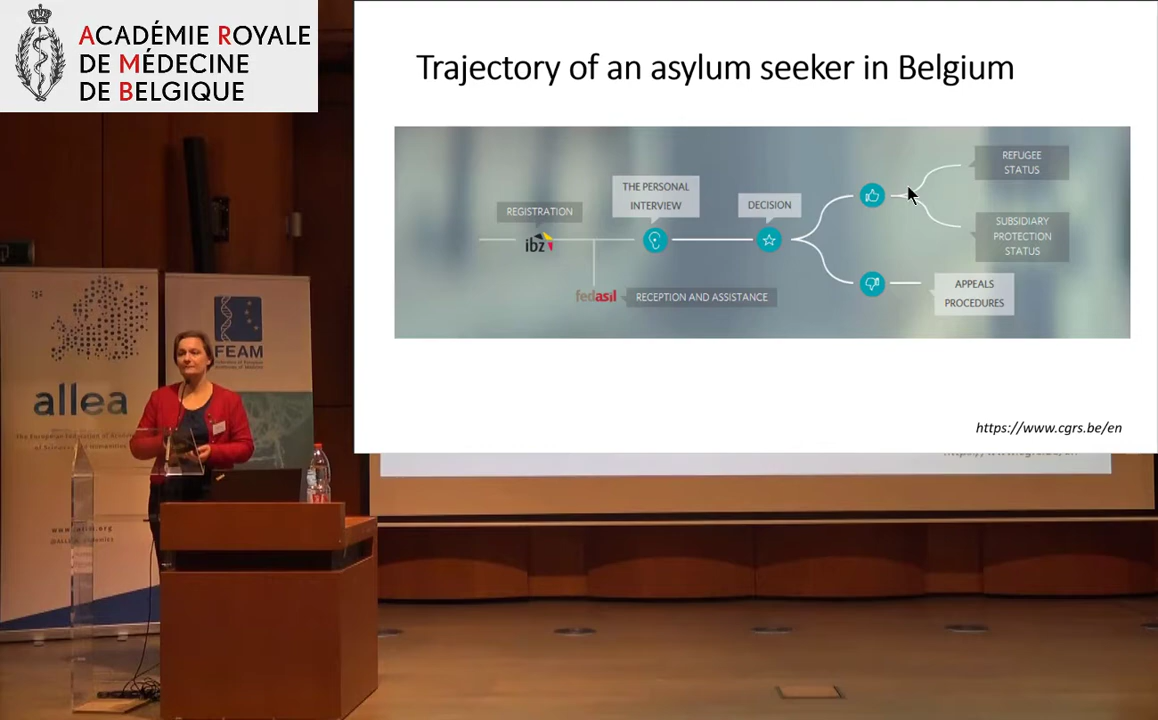 ACADÉMIE ROYALE
DE MÉDECINE
DE BELGIQUE
Trajectory of an asylum seeker in Belgium
REGISTRATION
ibz
THE PERSONAL
INTERVIEW
DECISION
REFUGEE
STATUS
SUBSIDIARY
PROTECTION
STATUS
fedasil
RECEPTION AND ASSISTANCE
APPEALS
PROCEDURES
https://www.cgrs.be/en
allea
FEAM